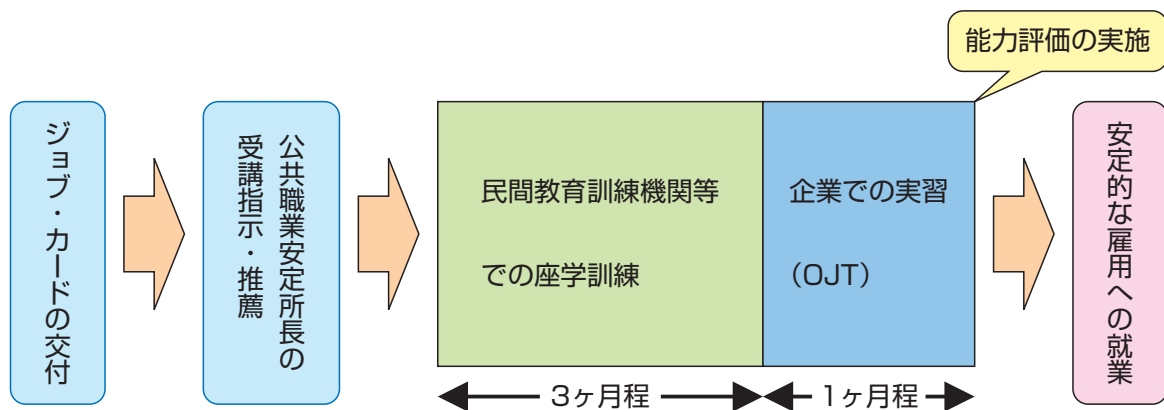 能力評価の実施
ジョブ・カードの交付
公共職業安定所長の
受講指示・推薦
民間教育訓練機関等
での座学訓練
企業での実習
(OJT)
安定的な雇用への就業
3ヶ月程
1ヶ月程